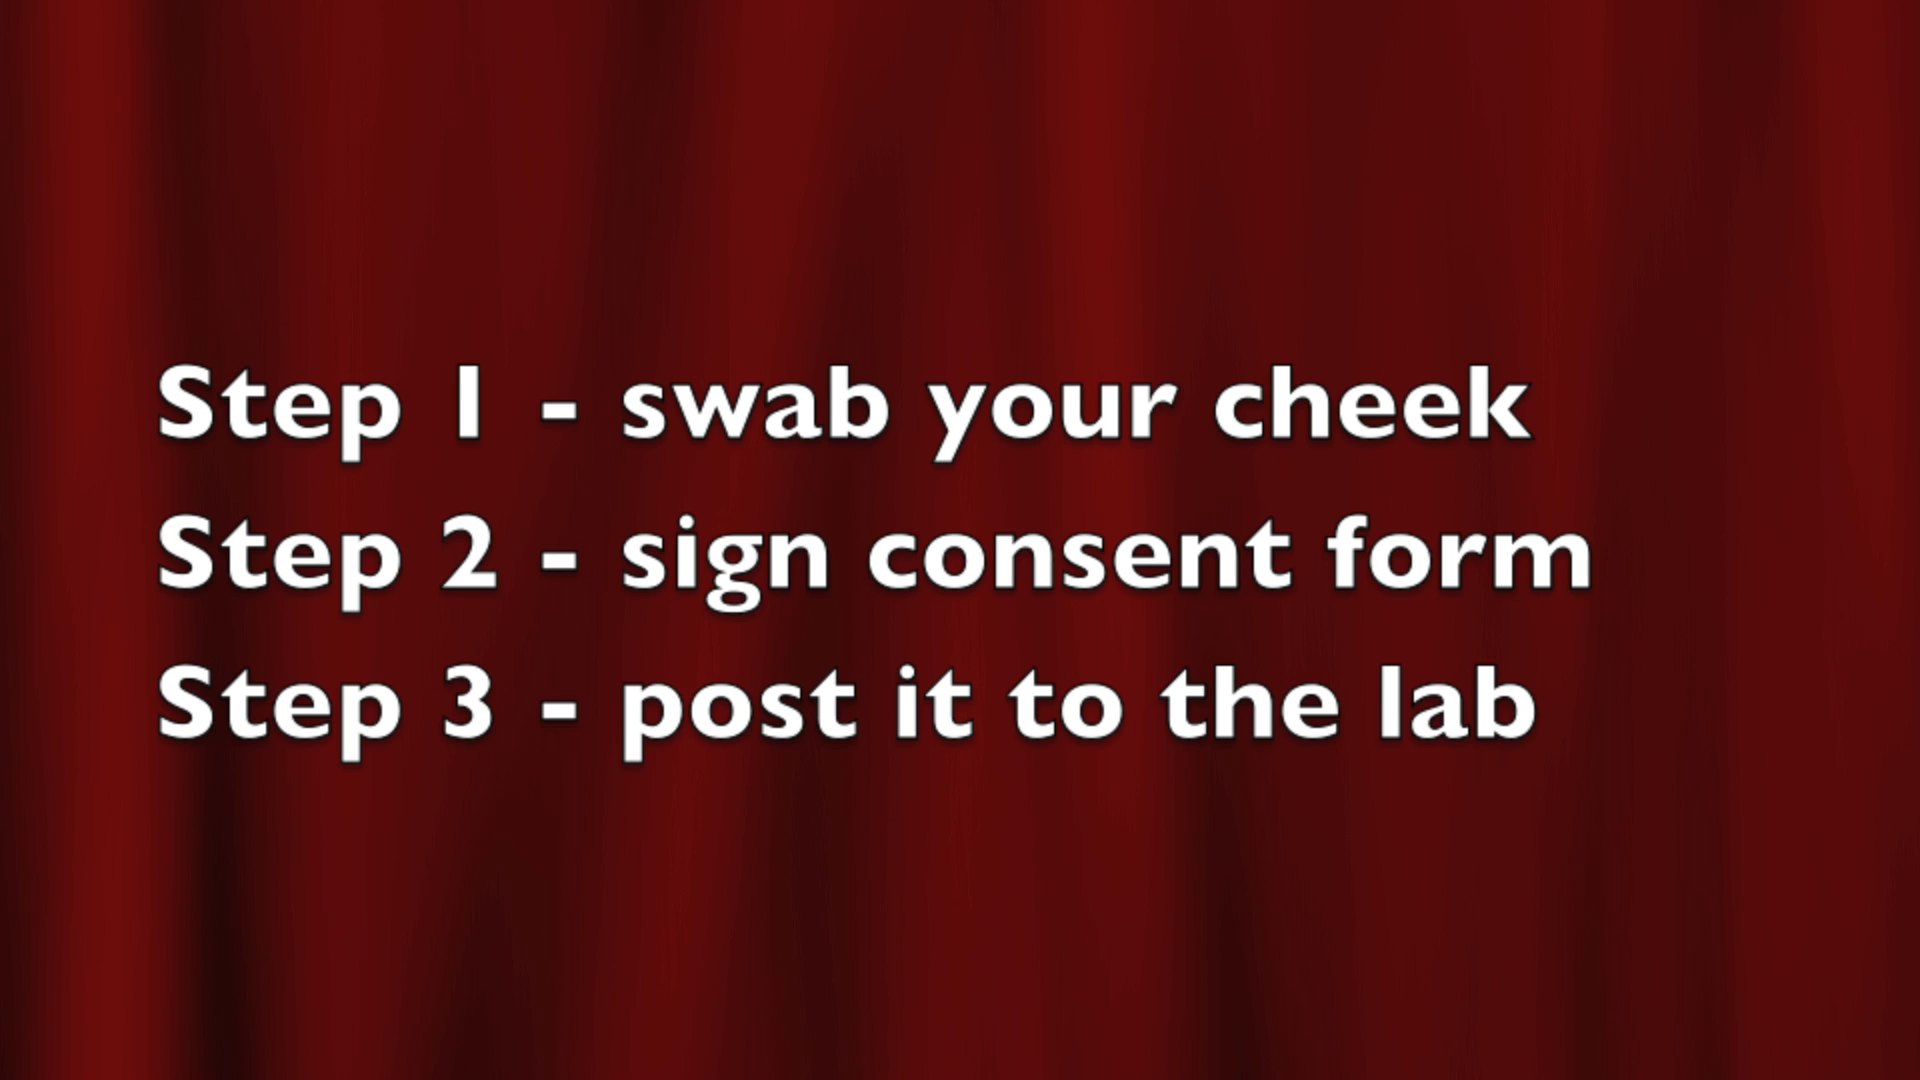 Step 1 - swab your cheek
Step 2 - sign consent form
Step 3 - post it to the lab